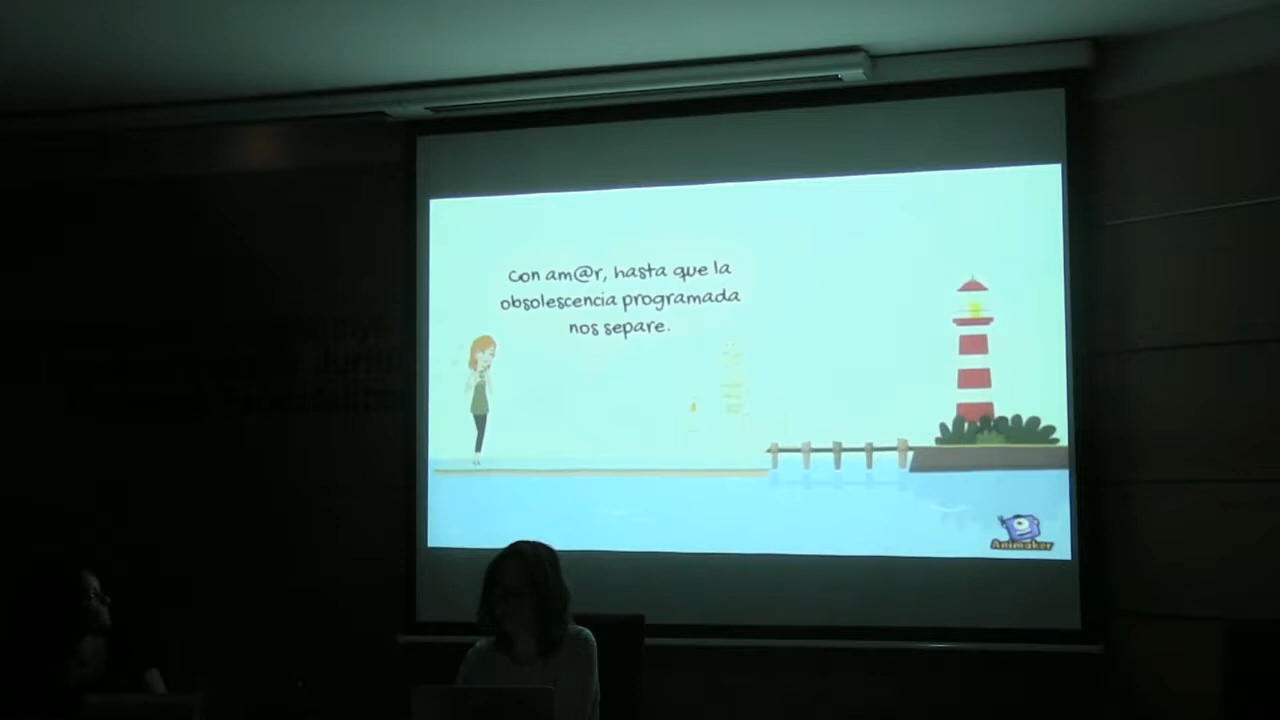 con am@r, hasta que la
obsolescencia programada
nos separe.
Animaker